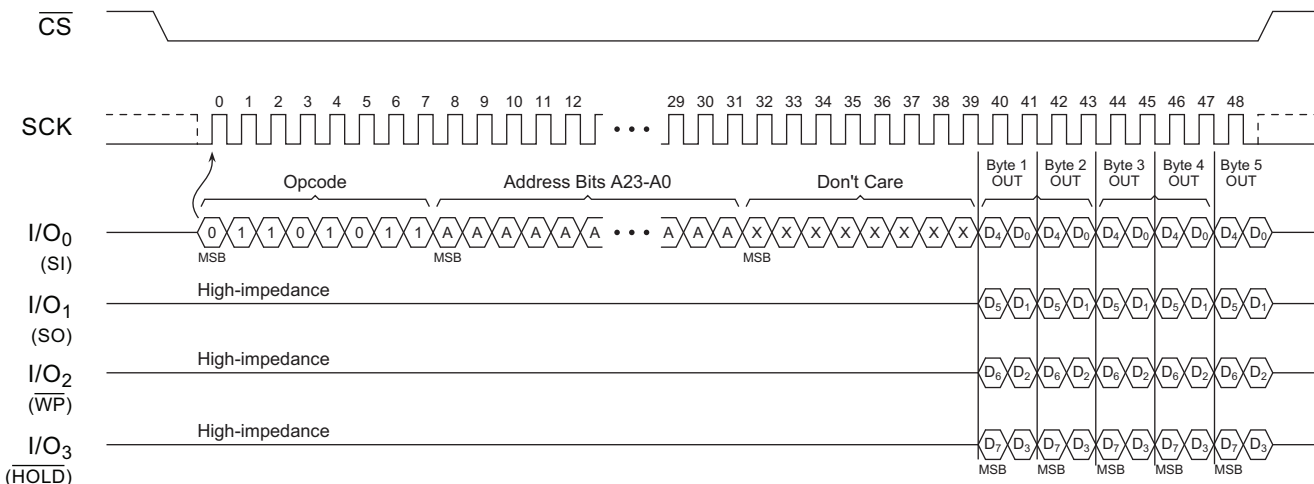 CS
SCK
0 1 2 3 4 5 6 7 8 9 10 11 12 29 30 31 32 33 34 35 36 37 38 39 40 41 42 43 44 45 46 47 48
Opcode
Address Bits A23-A0
Don't Care
Byte 1 OUT
Byte 2 OUT
Byte 3 OUT
Byte 4 OUT
Byte 5 OUT
I/O0 (SI)
0 1 1 0 1 0 1 1 A A A A A A • • • A A A X X X X X X X X D4 D0 D4 D0 D4 D0 D4 D0 D4 D0
MSB MSB MSB
I/O1 (SO)
High-impedance
D5 D1 D5 D1 D5 D1 D5 D1 D5 D1
I/O2 (WP)
High-impedance
D6 D2 D6 D2 D6 D2 D6 D2 D6 D2
I/O3 (HOLD)
High-impedance
D7 D3 D7 D3 D7 D3 D7 D3 D7 D3
MSB MSB MSB MSB MSB